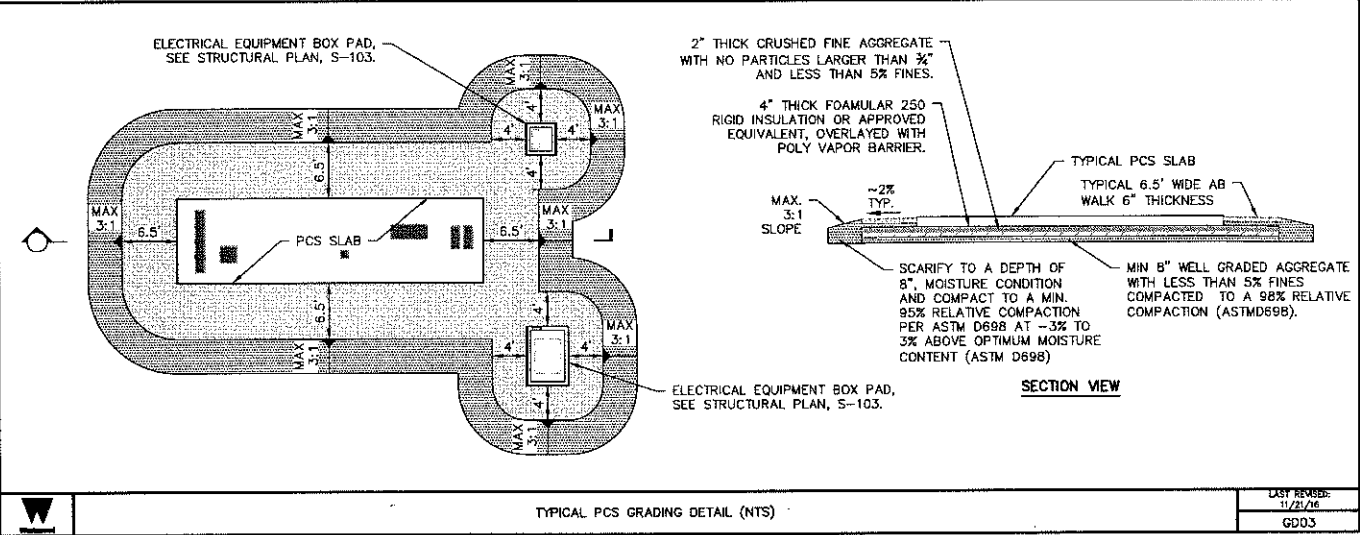 ELECTRICAL EQUIPMENT BOX PAD,
SEE STRUCTURAL PLAN, S-103.
MAX
3:1
4'
4'
4'
MAX
3:1
4'
MAX
3:1
6.5'
MAX
3:1
6.5'
PCS SLAB
6.5'
MAX
3:1
6.5'
MAX
3:1
4'
4'
4'
MAX
3:1
4'
MAX
3:1
ELECTRICAL EQUIPMENT BOX PAD,
SEE STRUCTURAL PLAN, S-103.
2" THICK CRUSHED FINE AGGREGATE
WITH NO PARTICLES LARGER THAN ¾"
AND LESS THAN 5% FINES.
4" THICK FOAMULAR 250
RIGID INSULATION OR APPROVED
EQUIVALENT, OVERLAYED WITH
POLY VAPOR BARRIER.
TYPICAL PCS SLAB
TYPICAL 6.5' WIDE AB
WALK 6" THICKNESS
~2%
TYP.
MAX.
3:1
SLOPE
SCARIFY TO A DEPTH OF
8", MOISTURE CONDITION
AND COMPACT TO A MIN.
95% RELATIVE COMPACTION
PER ASTM D698 AT -3% TO
3% ABOVE OPTIMUM MOISTURE
CONTENT (ASTM D698)
MIN 8" WELL GRADED AGGREGATE
WITH LESS THAN 5% FINES
COMPACTED TO A 98% RELATIVE
COMPACTION (ASTMD698).
SECTION VIEW
W
TYPICAL PCS GRADING DETAIL (NTS)
LAST REVISED:
11/21/16
GD03